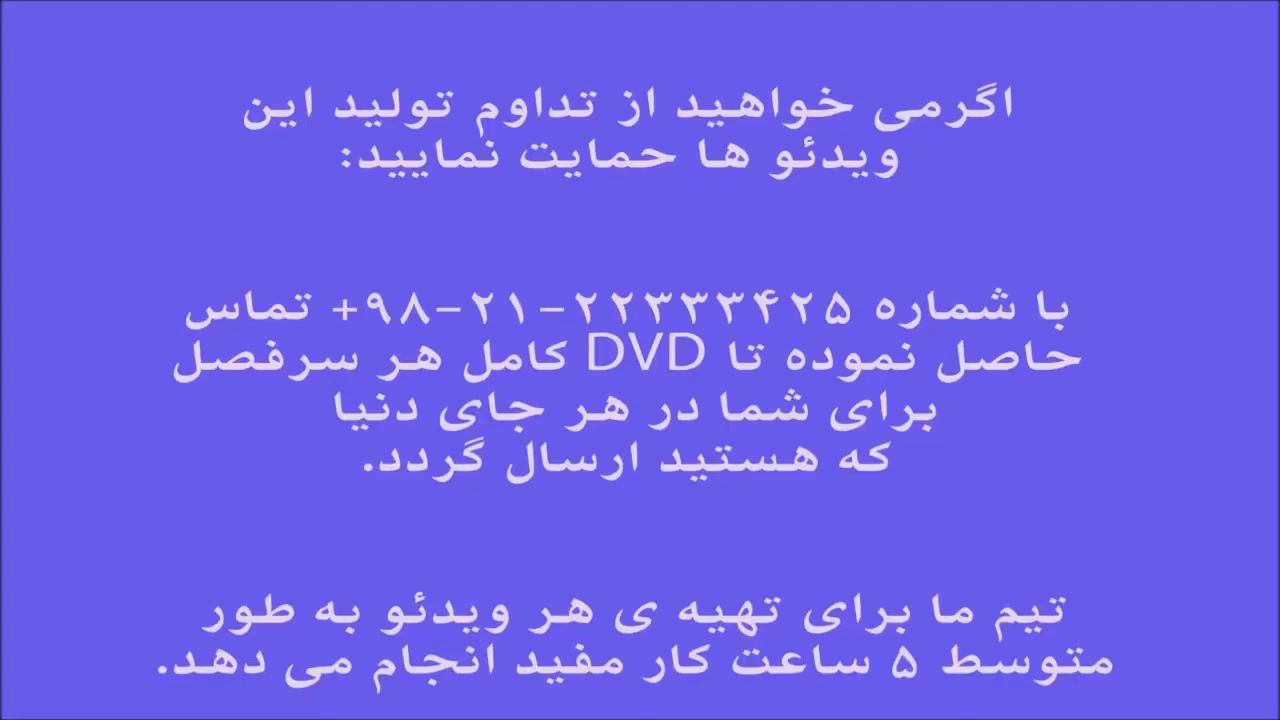 اگرمی خواهید از تداوم تولید این
ویدئو ها حمایت نمایید:
با شماره ۲۲۳۳۳۴۲۵-۲۱-۹۸+ تماس
حاصل نموده تا DVD کامل هر سرفصل
برای شما در هر جای دنیا
که هستید ارسال گردد.
تیم ما برای تهیه ی هر ویدئو به طور
متوسط ۵ ساعت کار مفید انجام می دهد.